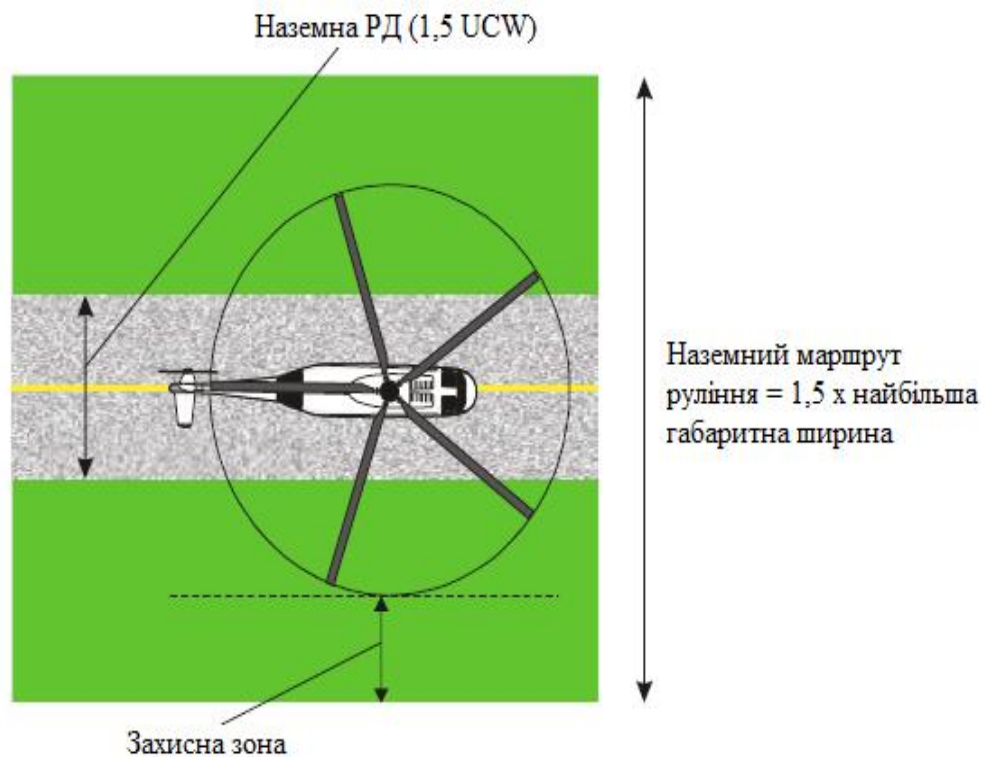 Наземна РД (1,5 UCW)
Наземний маршрут
руління = 1,5 х найбільша
габаритна ширина
Захисна зона